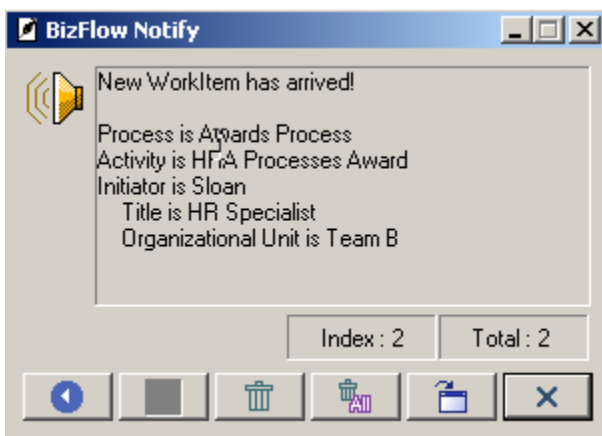 BizFlow Notify
New WorkItem has arrived!
Process is Awards Process
Activity is HRA Processes Award
Initiator is Sloan
Title is HR Specialist
Organizational Unit is Team B
Index : 2
Total : 2
All